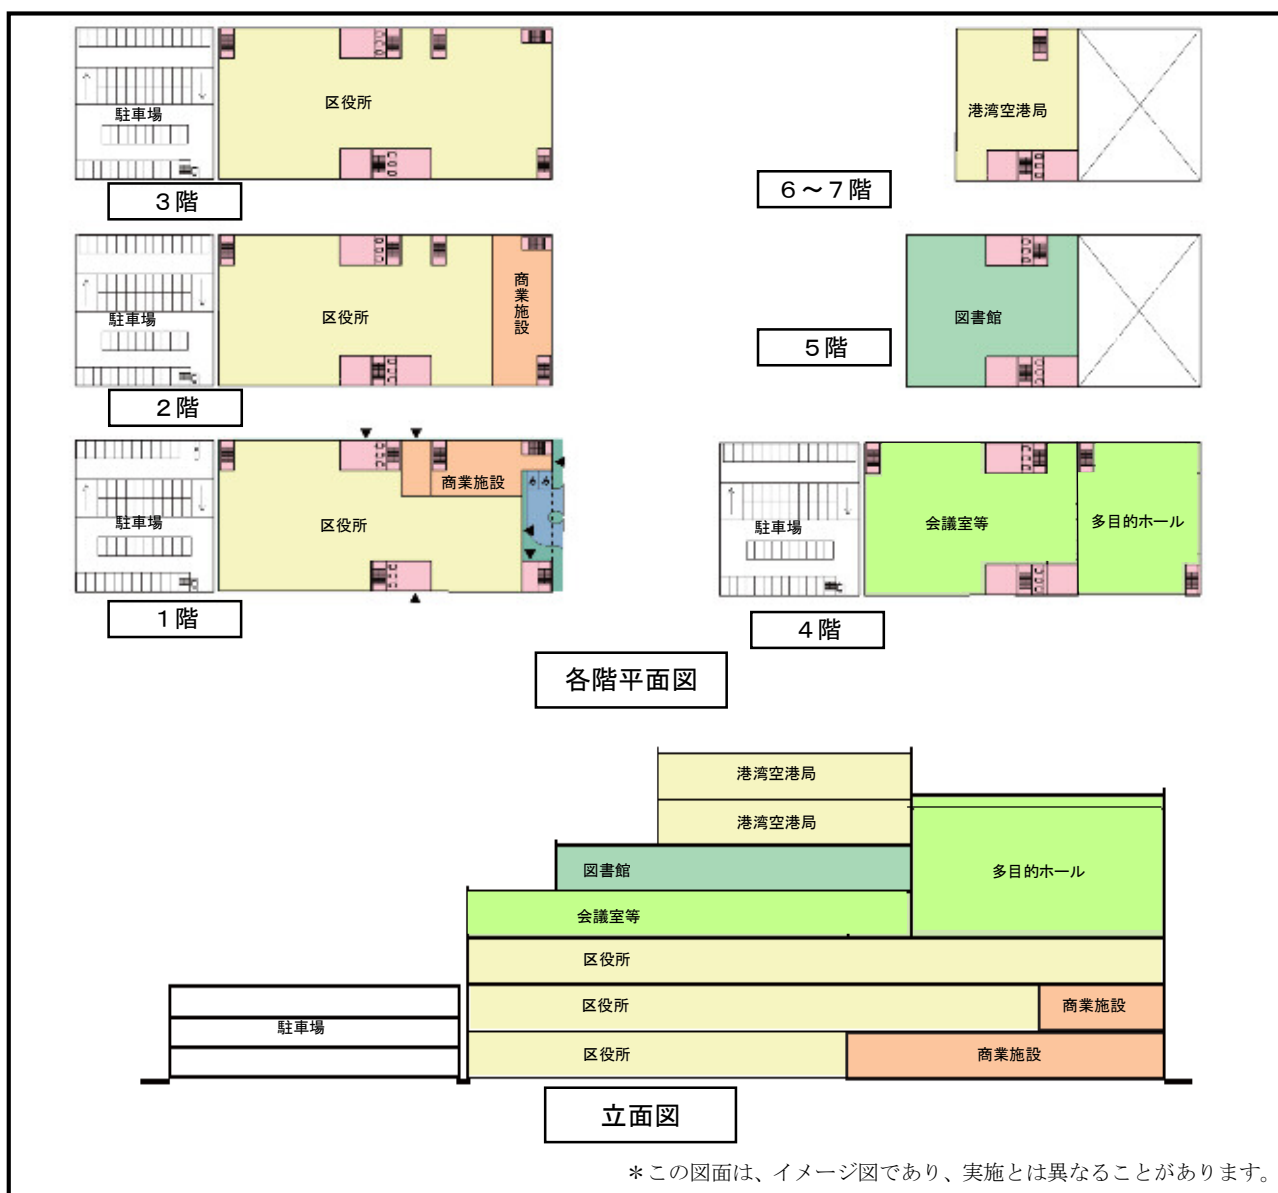 区役所
駐車場
３階
区役所
商業施設
駐車場
２階
区役所
商業施設
駐車場
１階
港湾空港局
６～７階
図書館
５階
会議室等
多目的ホール
駐車場
４階
各階平面図
港湾空港局
港湾空港局
図書館
多目的ホール
会議室等
区役所
区役所
商業施設
駐車場
区役所
商業施設
立面図
＊この図面は、イメージ図であり、実施とは異なることがあります。